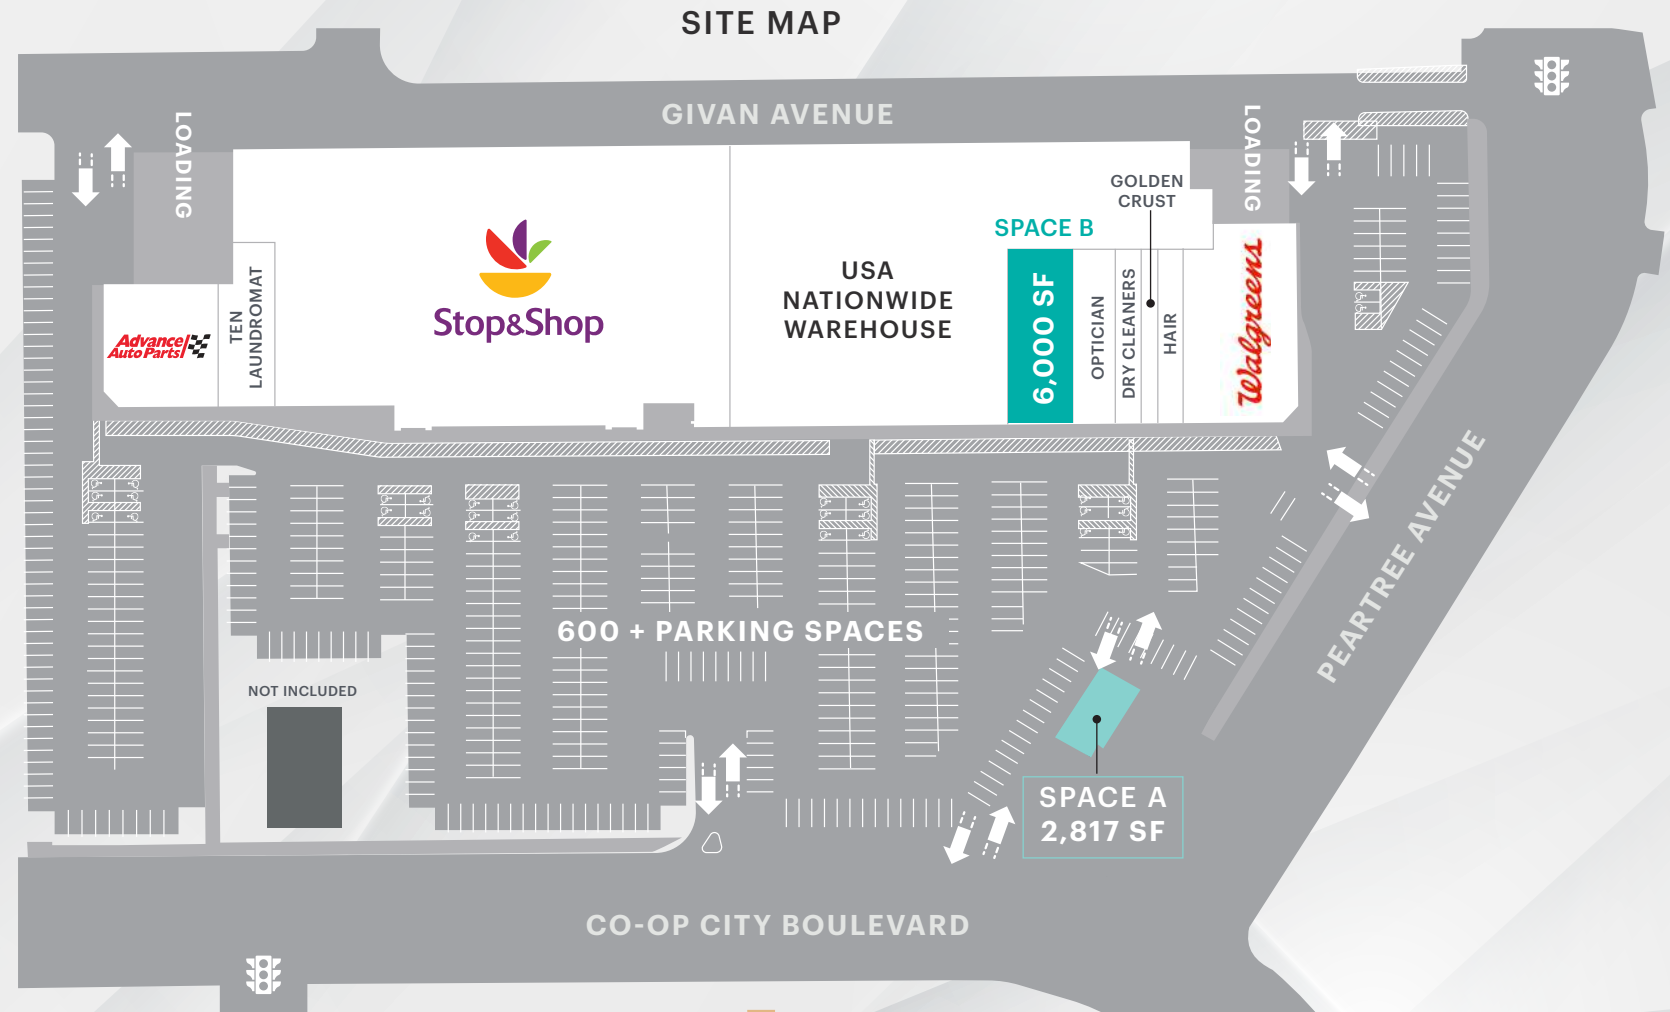 SITE MAP
GIVAN AVENUE
LOADING
LOADING
GOLDEN
CRUST
SPACE B
6,000 SF
USA
NATIONWIDE
WAREHOUSE
Stop&Shop
TEN
LAUNDROMAT
Advance
Auto Parts
OPTICIAN
DRY CLEANERS
HAIR
Walgreens
PEARTREE AVENUE
600 + PARKING SPACES
NOT INCLUDED
SPACE A
2,817 SF
CO-OP CITY BOULEVARD